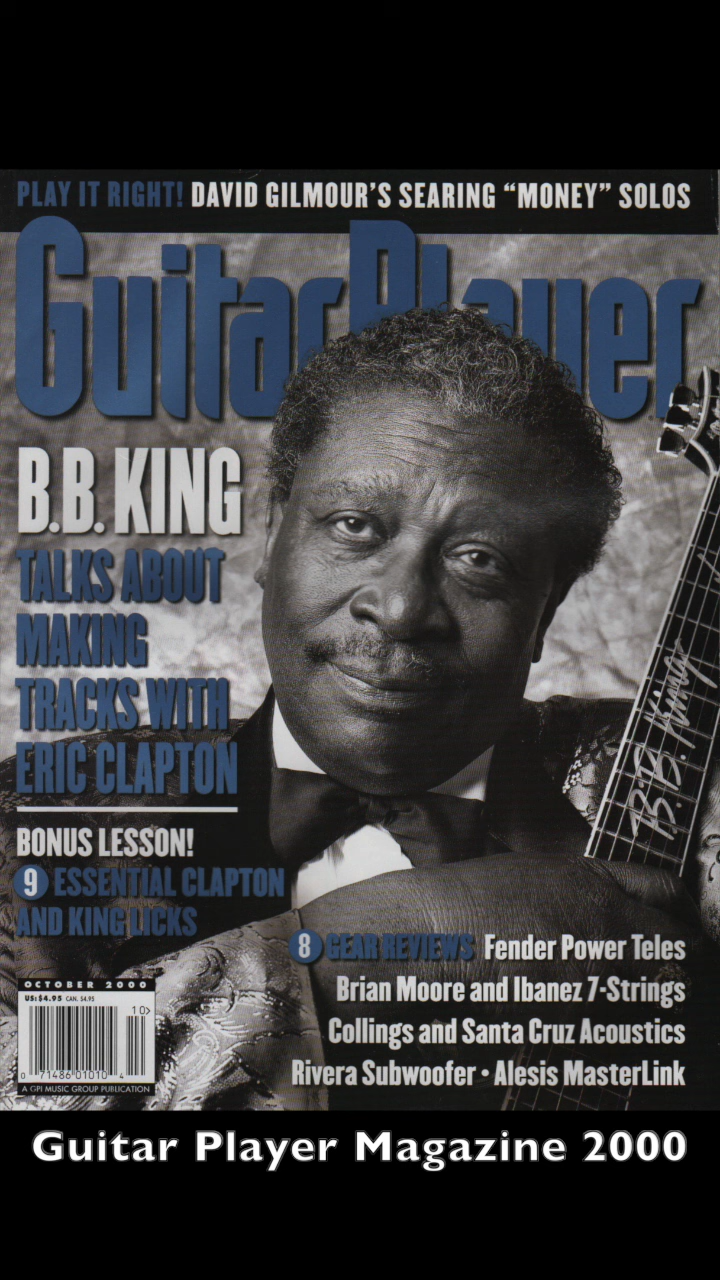 PLAY IT RIGHT! DAVID GILMOUR'S SEARING "MONEY" SOLOS
Guitar Player
B.B. KING
TALKS ABOUT
MAKING
TRACKS WITH
ERIC CLAPTON
BONUS LESSON!
9 ESSENTIAL CLAPTON
AND KING LICKS
B.B. King
8 GEAR REVIEWS Fender Power Teles
Brian Moore and Ibanez 7-Strings
Collings and Santa Cruz Acoustics
Rivera Subwoofer • Alesis MasterLink
OCTOBER 2000
US: $4.95 CAN. $4.95
10>
0 71486 01010 4
A GPI MUSIC GROUP PUBLICATION
Guitar Player Magazine 2000